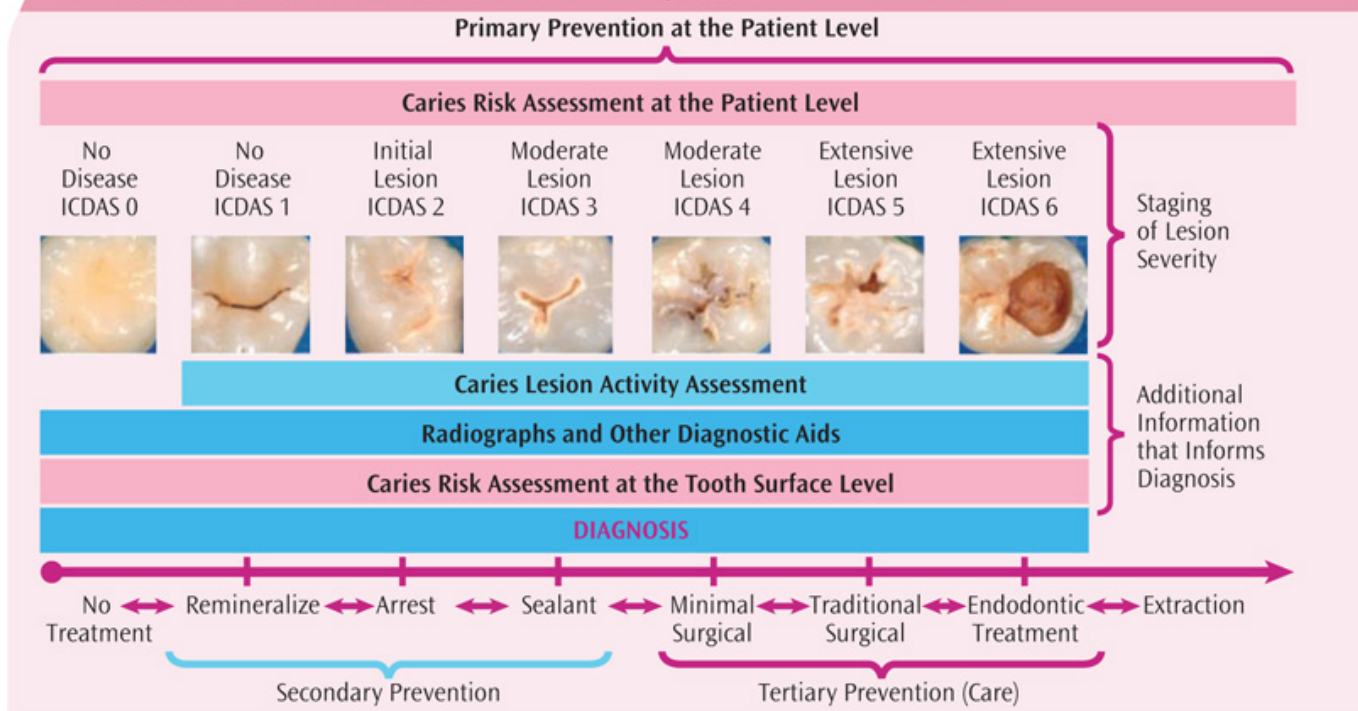 Primary Prevention at the Patient Level
Caries Risk Assessment at the Patient Level
No
Disease
ICDAS 0
No
Disease
ICDAS 1
Initial
Lesion
ICDAS 2
Moderate
Lesion
ICDAS 3
Moderate
Lesion
ICDAS 4
Extensive
Lesion
ICDAS 5
Extensive
Lesion
ICDAS 6
Staging
of Lesion
Severity
Caries Lesion Activity Assessment
Radiographs and Other Diagnostic Aids
Caries Risk Assessment at the Tooth Surface Level
DIAGNOSIS
Additional
Information
that Informs
Diagnosis
No
Treatment
Remineralize
Arrest
Sealant
Minimal
Surgical
Traditional
Surgical
Endodontic
Treatment
Extraction
Secondary Prevention
Tertiary Prevention (Care)